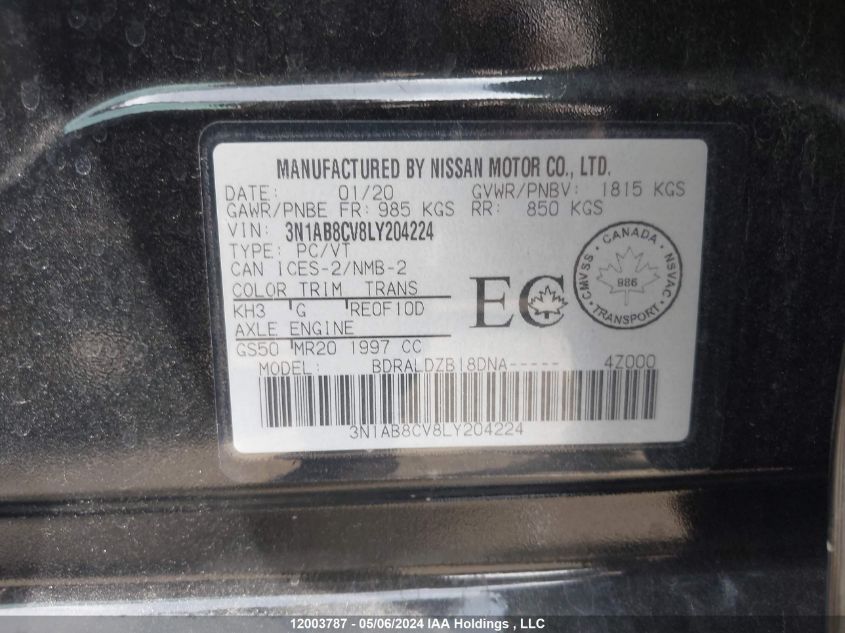 MANUFACTURED BY NISSAN MOTOR CO., LTD.
DATE: 01/20 GVWR/PNBV: 1815 KGS
GAWR/PNBE FR: 985 KGS RR: 850 KGS
VIN: 3N1AB8CV8LY204224
TYPE: PC/VT
CAN ICES-2/NMB-2
COLOR TRIM TRANS
KH3 G RE0F10D
AXLE ENGINE
GS50 MR20 1997 CC
MODEL: BDRALDZB18DNA----- 4Z000
3N1AB8CV8LY204224
EC
CANADA
CMVSS
986
NSVAC
TRANSPORT
12003787 - 05/06/2024 IAA Holdings , LLC